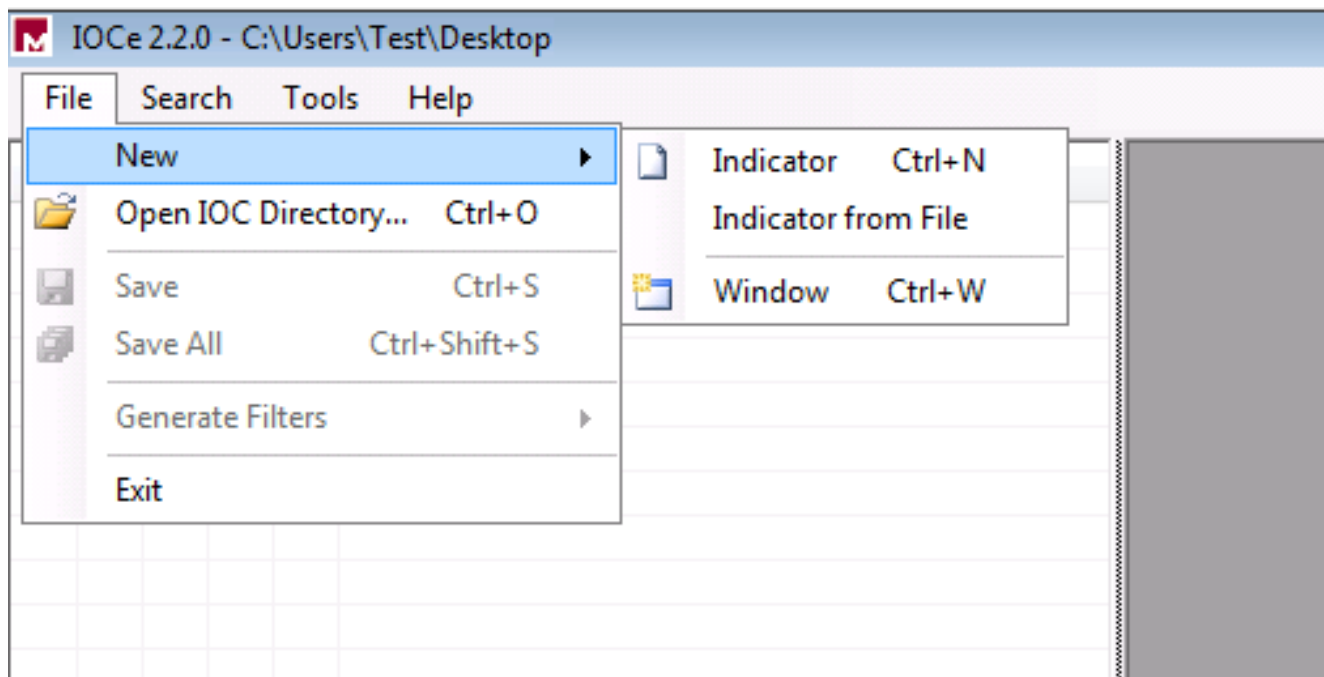 IOCe 2.2.0 - C:\Users\Test\Desktop
File Search Tools Help
New
Open IOC Directory... Ctrl+O
Save Ctrl+S
Save All Ctrl+Shift+S
Generate Filters
Exit
Indicator Ctrl+N
Indicator from File
Window Ctrl+W